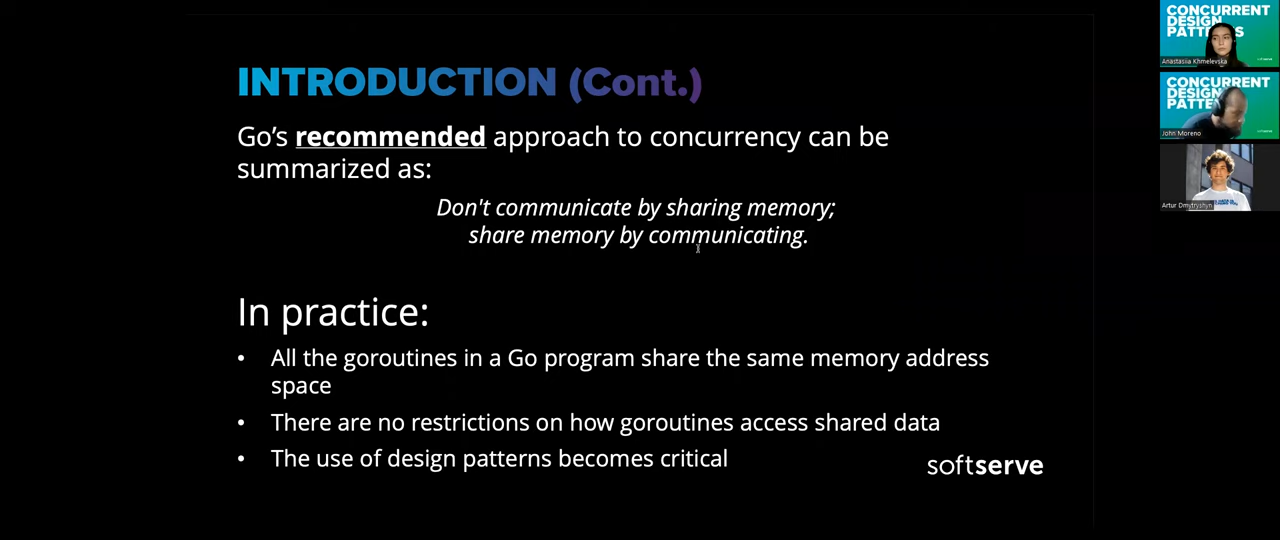 INTRODUCTION (Cont.)
Go's recommended approach to concurrency can be
summarized as:
Don't communicate by sharing memory;
share memory by communicating.
In practice:
• All the goroutines in a Go program share the same memory address
space
• There are no restrictions on how goroutines access shared data
• The use of design patterns becomes critical
softserve
CONCURRENT
DESIGN
Anastasiia Khmelevska
CONCURRENT
DESIGN
John Moreno
Artur Dmytryshyn